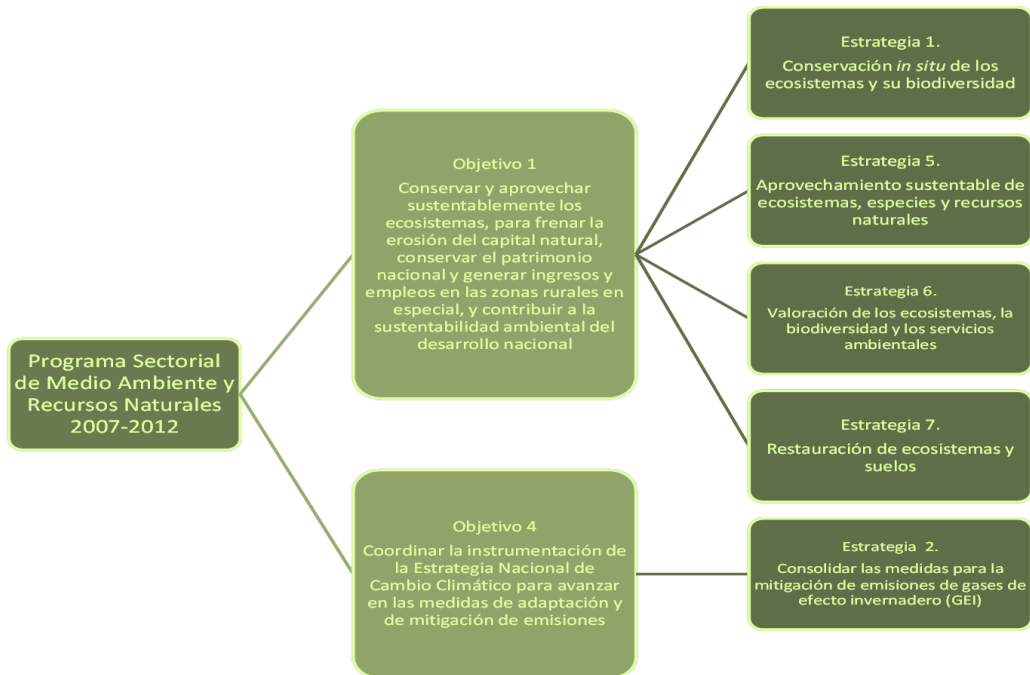 Programa Sectorial
de Medio Ambiente y
Recursos Naturales
2007-2012
Objetivo 1
Conservar y aprovechar
sustentablemente los
ecosistemas, para frenar la
erosión del capital natural,
conservar el patrimonio
nacional y generar ingresos y
empleos en las zonas rurales en
especial, y contribuir a la
sustentabilidad ambiental del
desarrollo nacional
Estrategia 1.
Conservación in situ de los
ecosistemas y su biodiversidad
Estrategia 5.
Aprovechamiento sustentable de
ecosistemas, especies y recursos
naturales
Estrategia 6.
Valoración de los ecosistemas, la
biodiversidad y los servicios
ambientales
Estrategia 7.
Restauración de ecosistemas y
suelos
Objetivo 4
Coordinar la instrumentación de
la Estrategia Nacional de
Cambio Climático para avanzar
en las medidas de adaptación y
de mitigación de emisiones
Estrategia 2.
Consolidar las medidas para la
mitigación de emisiones de gases de
efecto invernadero (GEI)